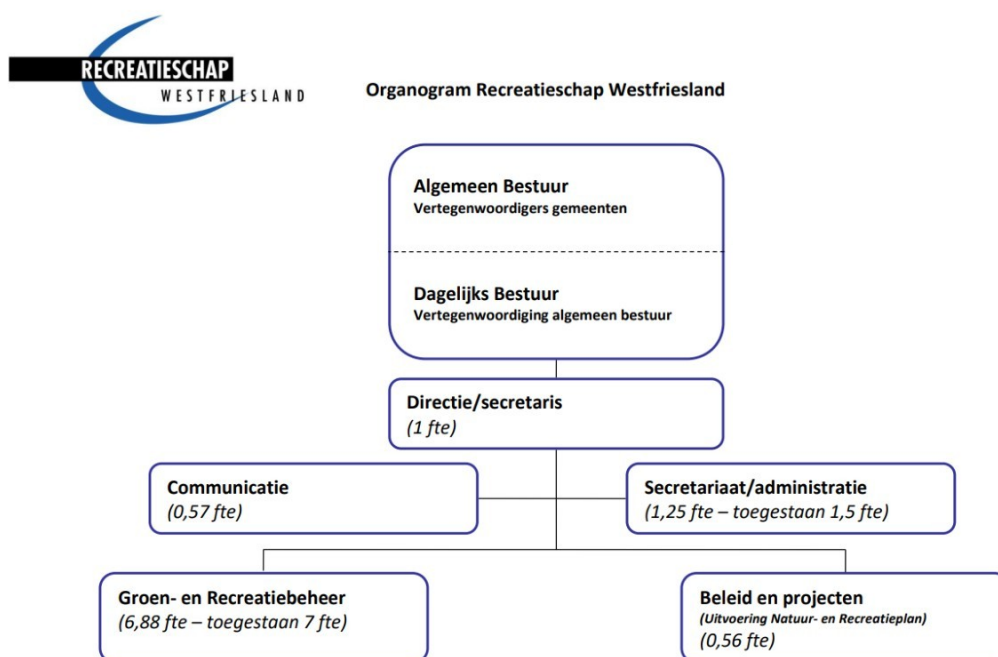 RECREATIESCHAP
WESTFRIESLAND
Organogram Recreatieschap Westfriesland
Algemeen Bestuur
Vertegenwoordigers gemeenten
Dagelijks Bestuur
Vertegenwoordiging algemeen bestuur
Directie/secretaris
(1 fte)
Communicatie
(0,57 fte)
Secretariaat/administratie
(1,25 fte – toegestaan 1,5 fte)
Groen- en Recreatiebeheer
(6,88 fte – toegestaan 7 fte)
Beleid en projecten
(Uitvoering Natuur- en Recreatieplan)
(0,56 fte)